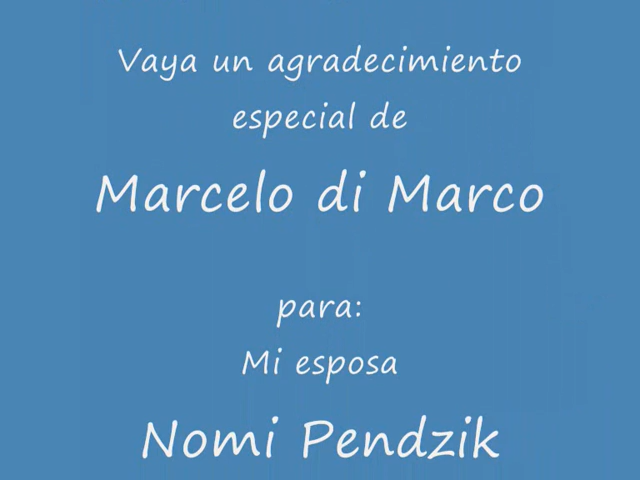 Vaya un agradecimiento
especial de
Marcelo di Marco
para:
Mi esposa
Nomi Pendzik